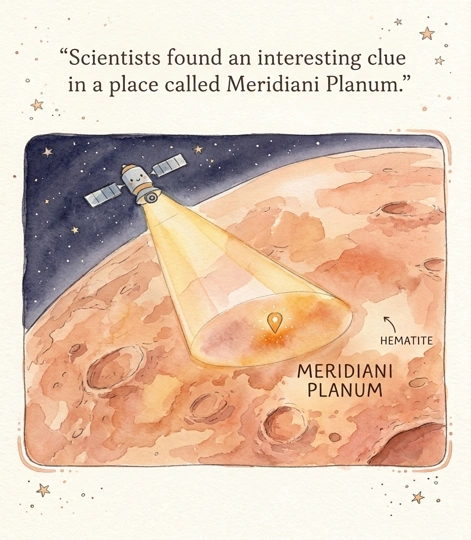 “Scientists found an interesting clue
in a place called Meridiani Planum.”
HEMATITE
MERIDIANI
PLANUM